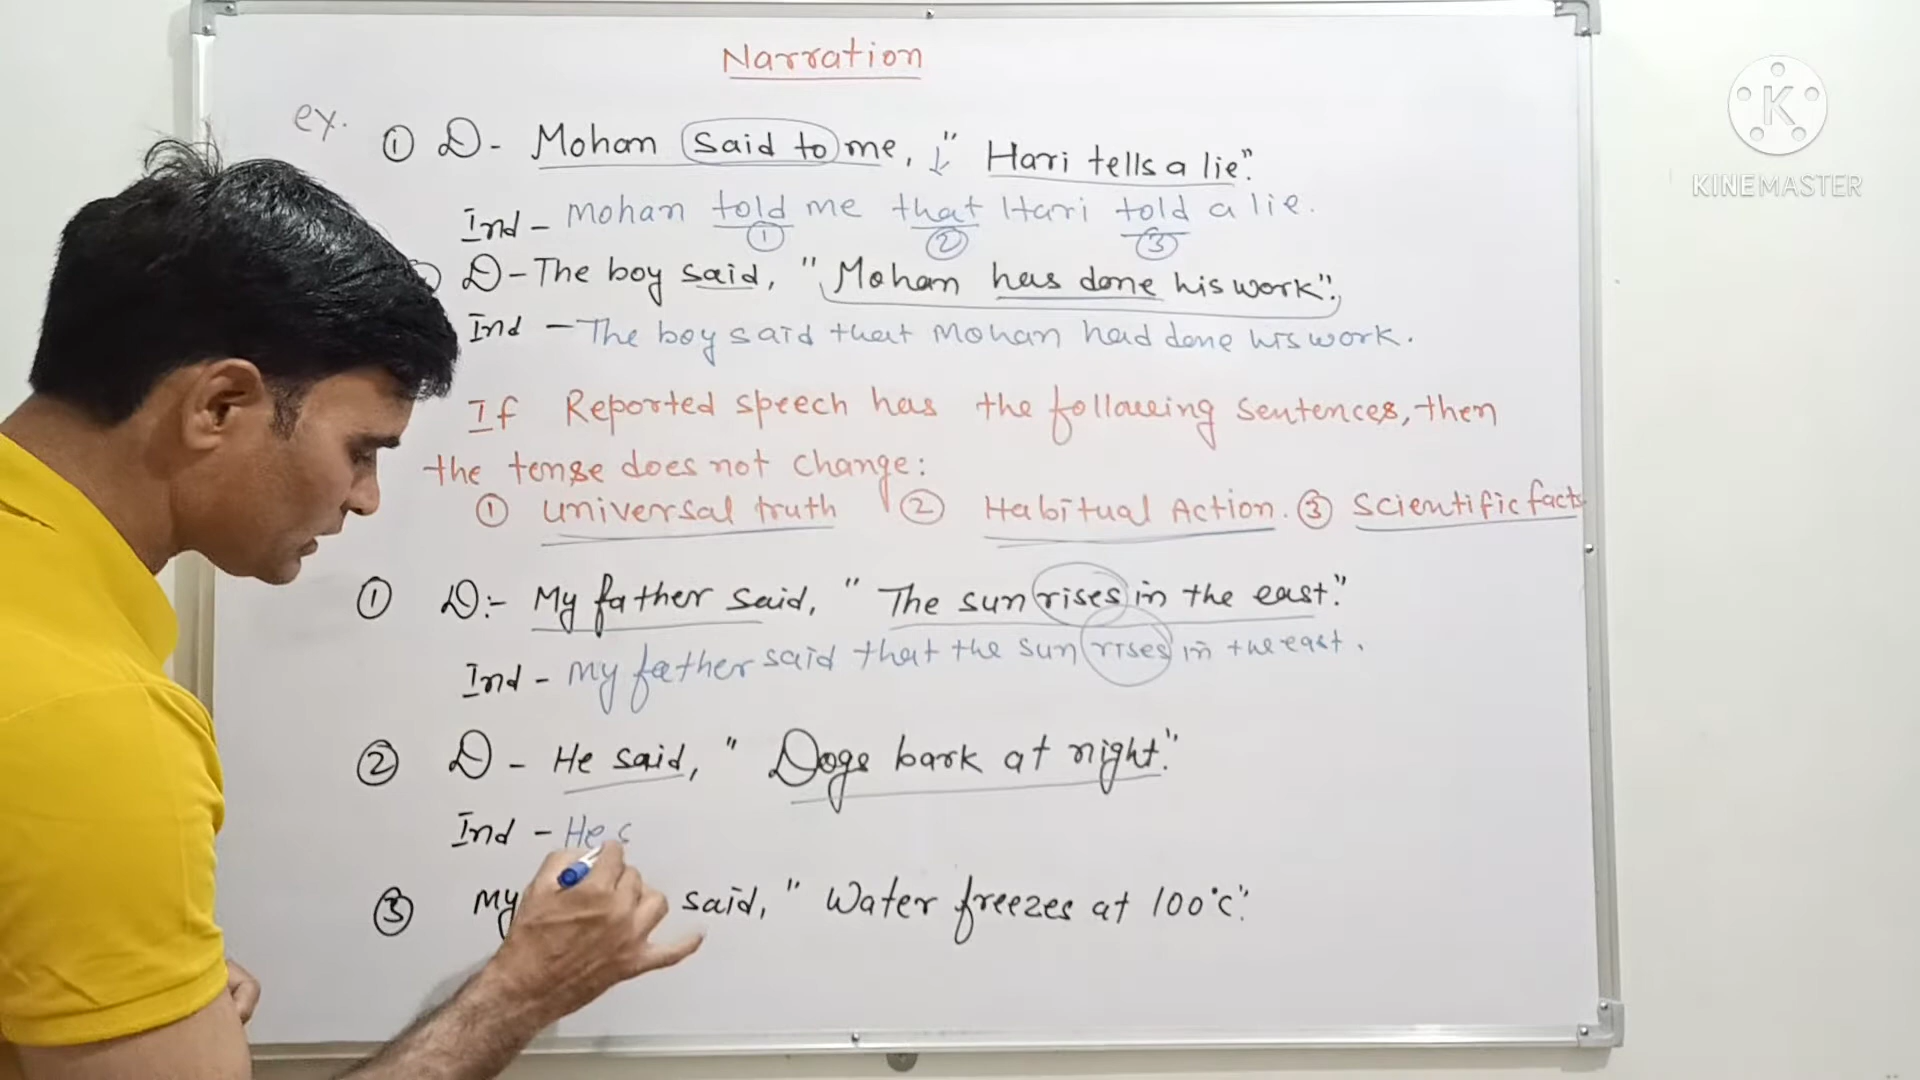 Narration
ex.
① D- Mohan said to me, " Hari tells a lie".
Ind - Mohan told me that Hari told a lie.
① ② ③
D-The boy said, "Mohan has done his work".
Ind - The boy said that Mohan had done his work.
If Reported speech has the following sentences, then
the tense does not change:
① universal truth ② Habitual Action. ③ Scientific facts
① D:- My father said, " The sun rises in the east."
Ind - My father said that the sun rises in the east.
② D - He said, " Dogs bark at night".
Ind - He s
③ My said, " Water freezes at 100°c".
K
KINEMASTER